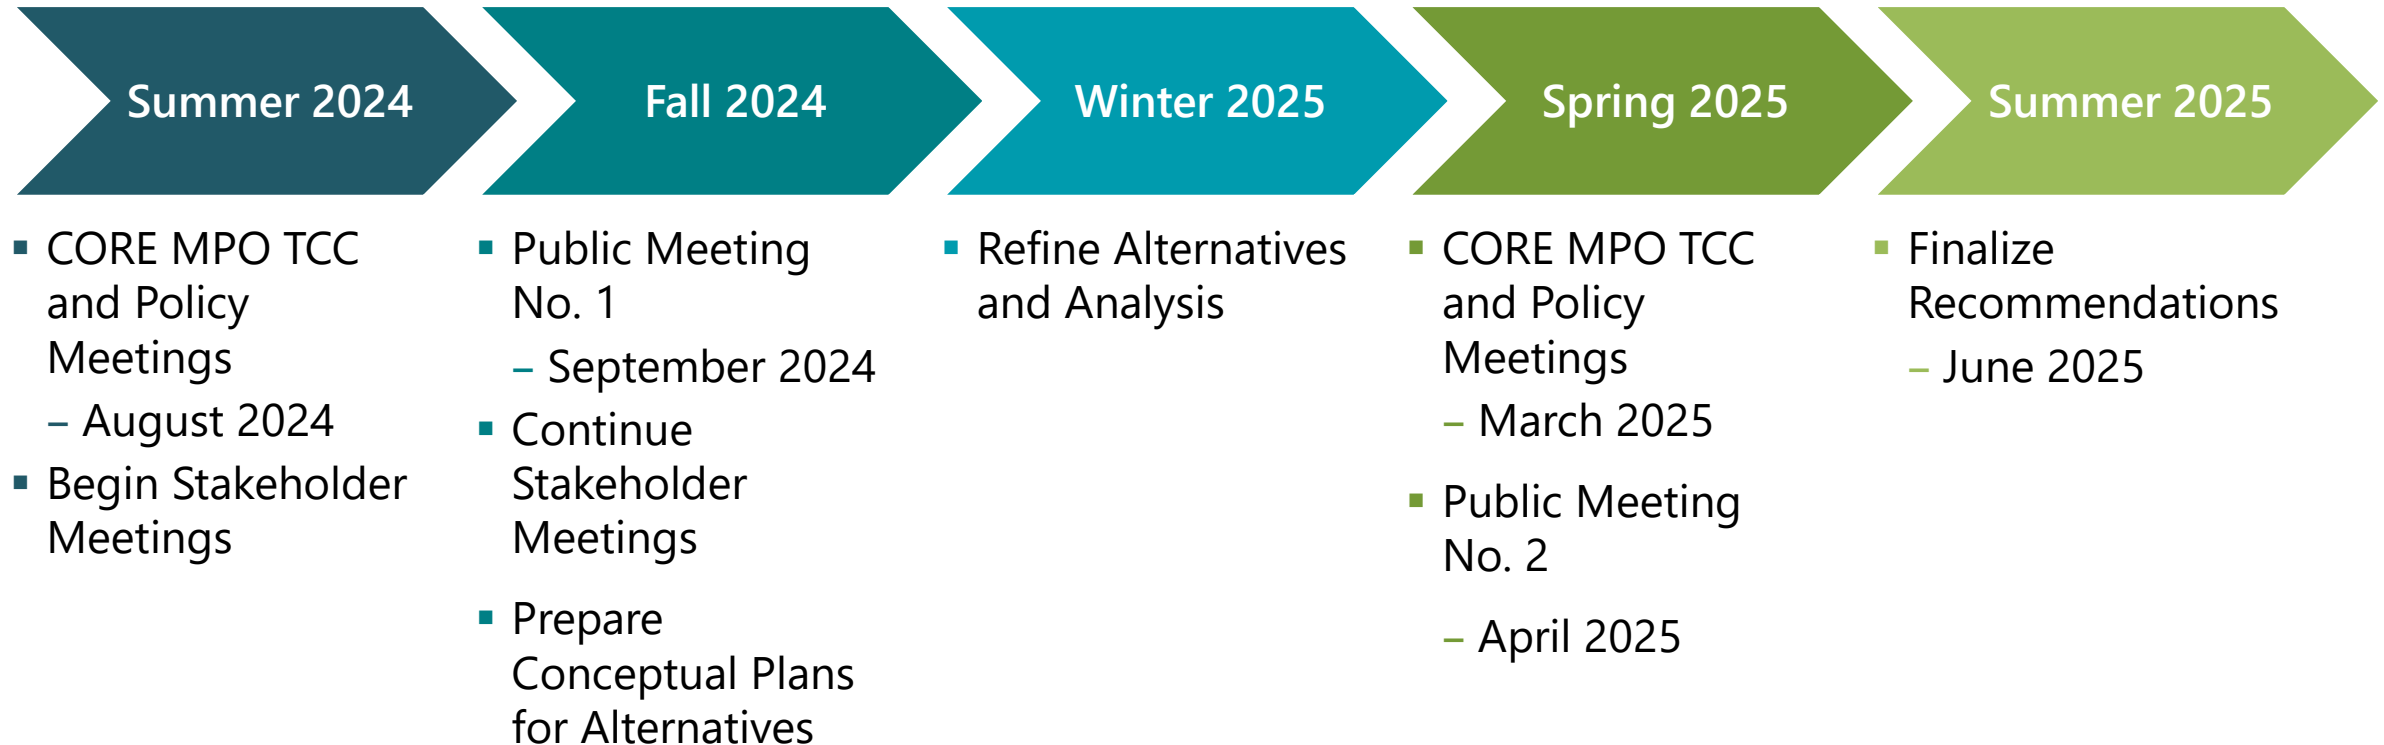 Summer 2024
Fall 2024
Winter 2025
Spring 2025
Summer 2025
▪ CORE MPO TCC
and Policy
Meetings
– August 2024
▪ Begin Stakeholder
Meetings
▪ Public Meeting
No. 1
– September 2024
▪ Continue
Stakeholder
Meetings
▪ Prepare
Conceptual Plans
for Alternatives
▪ Refine Alternatives
and Analysis
▪ CORE MPO TCC
and Policy
Meetings
– March 2025
▪ Public Meeting
No. 2
– April 2025
▪ Finalize
Recommendations
– June 2025